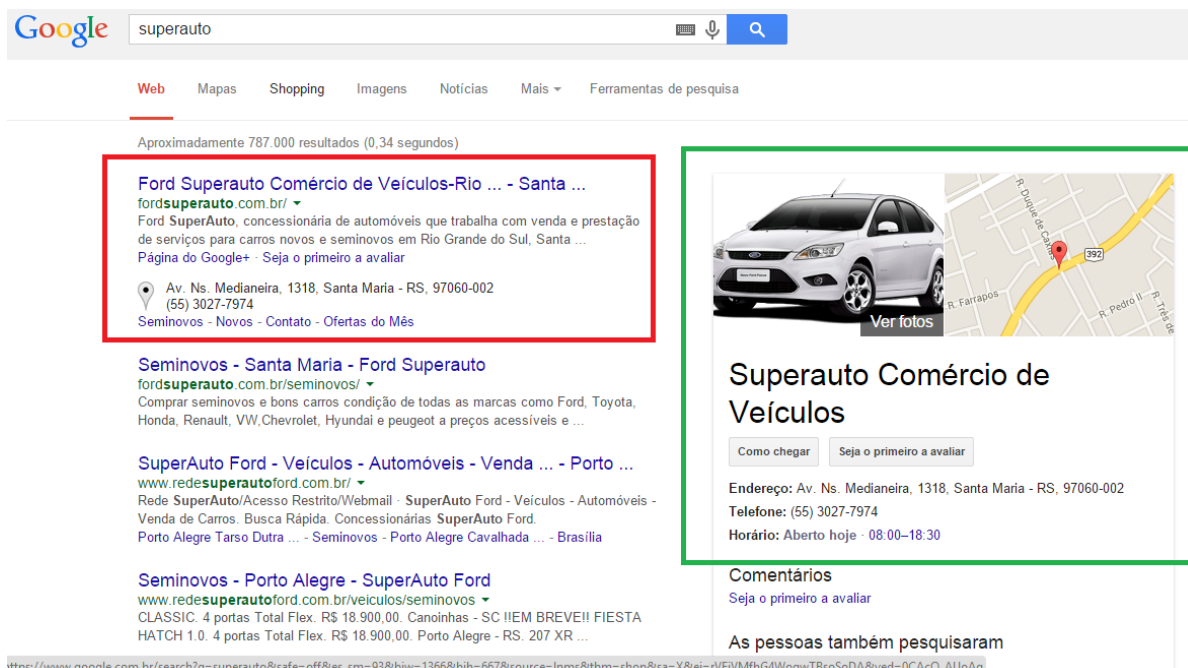 Google
superauto
Web Mapas Shopping Imagens Notícias Mais Ferramentas de pesquisa
Aproximadamente 787.000 resultados (0,34 segundos)
Ford Superauto Comércio de Veículos-Rio ... - Santa ...
fordsuperauto.com.br/
Ford SuperAuto, concessionária de automóveis que trabalha com venda e prestação
de serviços para carros novos e seminovos em Rio Grande do Sul, Santa ...
Página do Google+ · Seja o primeiro a avaliar
Av. Ns. Medianeira, 1318, Santa Maria - RS, 97060-002
(55) 3027-7974
Seminovos - Novos - Contato - Ofertas do Mês
Seminovos - Santa Maria - Ford Superauto
fordsuperauto.com.br/seminovos/
Comprar seminovos e bons carros condição de todas as marcas como Ford, Toyota,
Honda, Renault, VW,Chevrolet, Hyundai e peugeot a preços acessíveis e ...
SuperAuto Ford - Veículos - Automóveis - Venda ... - Porto ...
www.redesuperautoford.com.br/
Rede SuperAuto/Acesso Restrito/Webmail · SuperAuto Ford - Veículos - Automóveis -
Venda de Carros. Busca Rápida. Concessionárias SuperAuto Ford.
Porto Alegre Tarso Dutra ... - Seminovos - Porto Alegre Cavalhada ... - Brasília
Seminovos - Porto Alegre - SuperAuto Ford
www.redesuperautoford.com.br/veiculos/seminovos
CLASSIC. 4 portas Total Flex. R$ 18.900,00. Canoinhas - SC !!EM BREVE!! FIESTA
HATCH 1.0. 4 portas Total Flex. R$ 18.900,00. Porto Alegre - RS. 207 XR ...
R. Duque de Caxias
392
R. Farrapos
R. Pedro II
R. Três de
Ver fotos
Superauto Comércio de
Veículos
Como chegar Seja o primeiro a avaliar
Endereço: Av. Ns. Medianeira, 1318, Santa Maria - RS, 97060-002
Telefone: (55) 3027-7974
Horário: Aberto hoje · 08:00–18:30
Comentários
Seja o primeiro a avaliar
As pessoas também pesquisaram